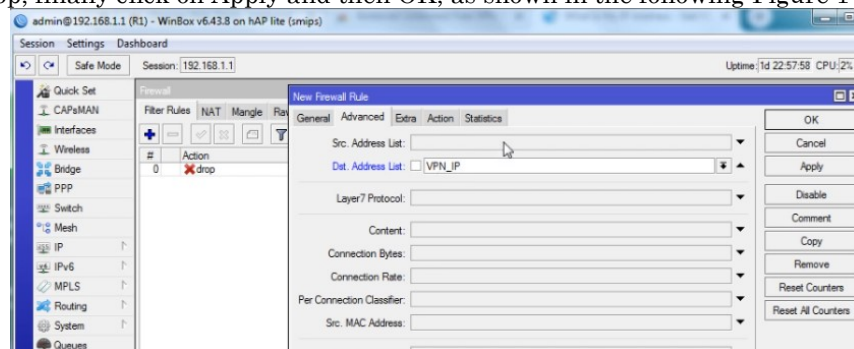 op, finally click on Apply and then OK, as shown in the following Figure 1
admin@192.168.1.1 (R1) - WinBox v6.43.8 on hAP lite (smips)
Session Settings Dashboard
Safe Mode Session: 192.168.1.1 Uptime: 1d 22:57:58 CPU: 2%
Quick Set
CAPsMAN
Interfaces
Wireless
Bridge
PPP
Switch
Mesh
IP
IPv6
MPLS
Routing
System
Queues
Firewall
Filter Rules NAT Mangle Raw
# Action
0 drop
New Firewall Rule
General Advanced Extra Action Statistics
Src. Address List:
Dst. Address List: VPN_IP
Layer7 Protocol:
Content:
Connection Bytes:
Connection Rate:
Per Connection Classifier:
Src. MAC Address:
OK
Cancel
Apply
Disable
Comment
Copy
Remove
Reset Counters
Reset All Counters